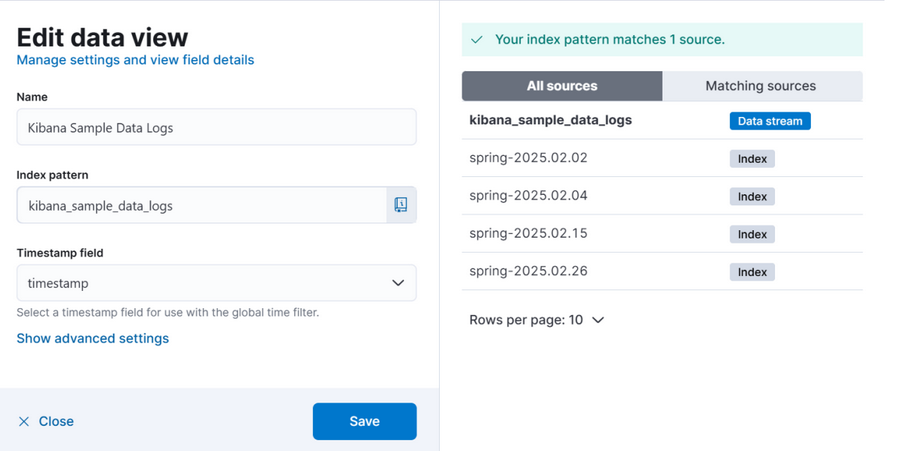 Edit data view
Manage settings and view field details
Name
Kibana Sample Data Logs
Index pattern
kibana_sample_data_logs
Timestamp field
timestamp
Select a timestamp field for use with the global time filter.
Show advanced settings
Close
Save
Your index pattern matches 1 source.
All sources
Matching sources
kibana_sample_data_logs Data stream
spring-2025.02.02 Index
spring-2025.02.04 Index
spring-2025.02.15 Index
spring-2025.02.26 Index
Rows per page: 10